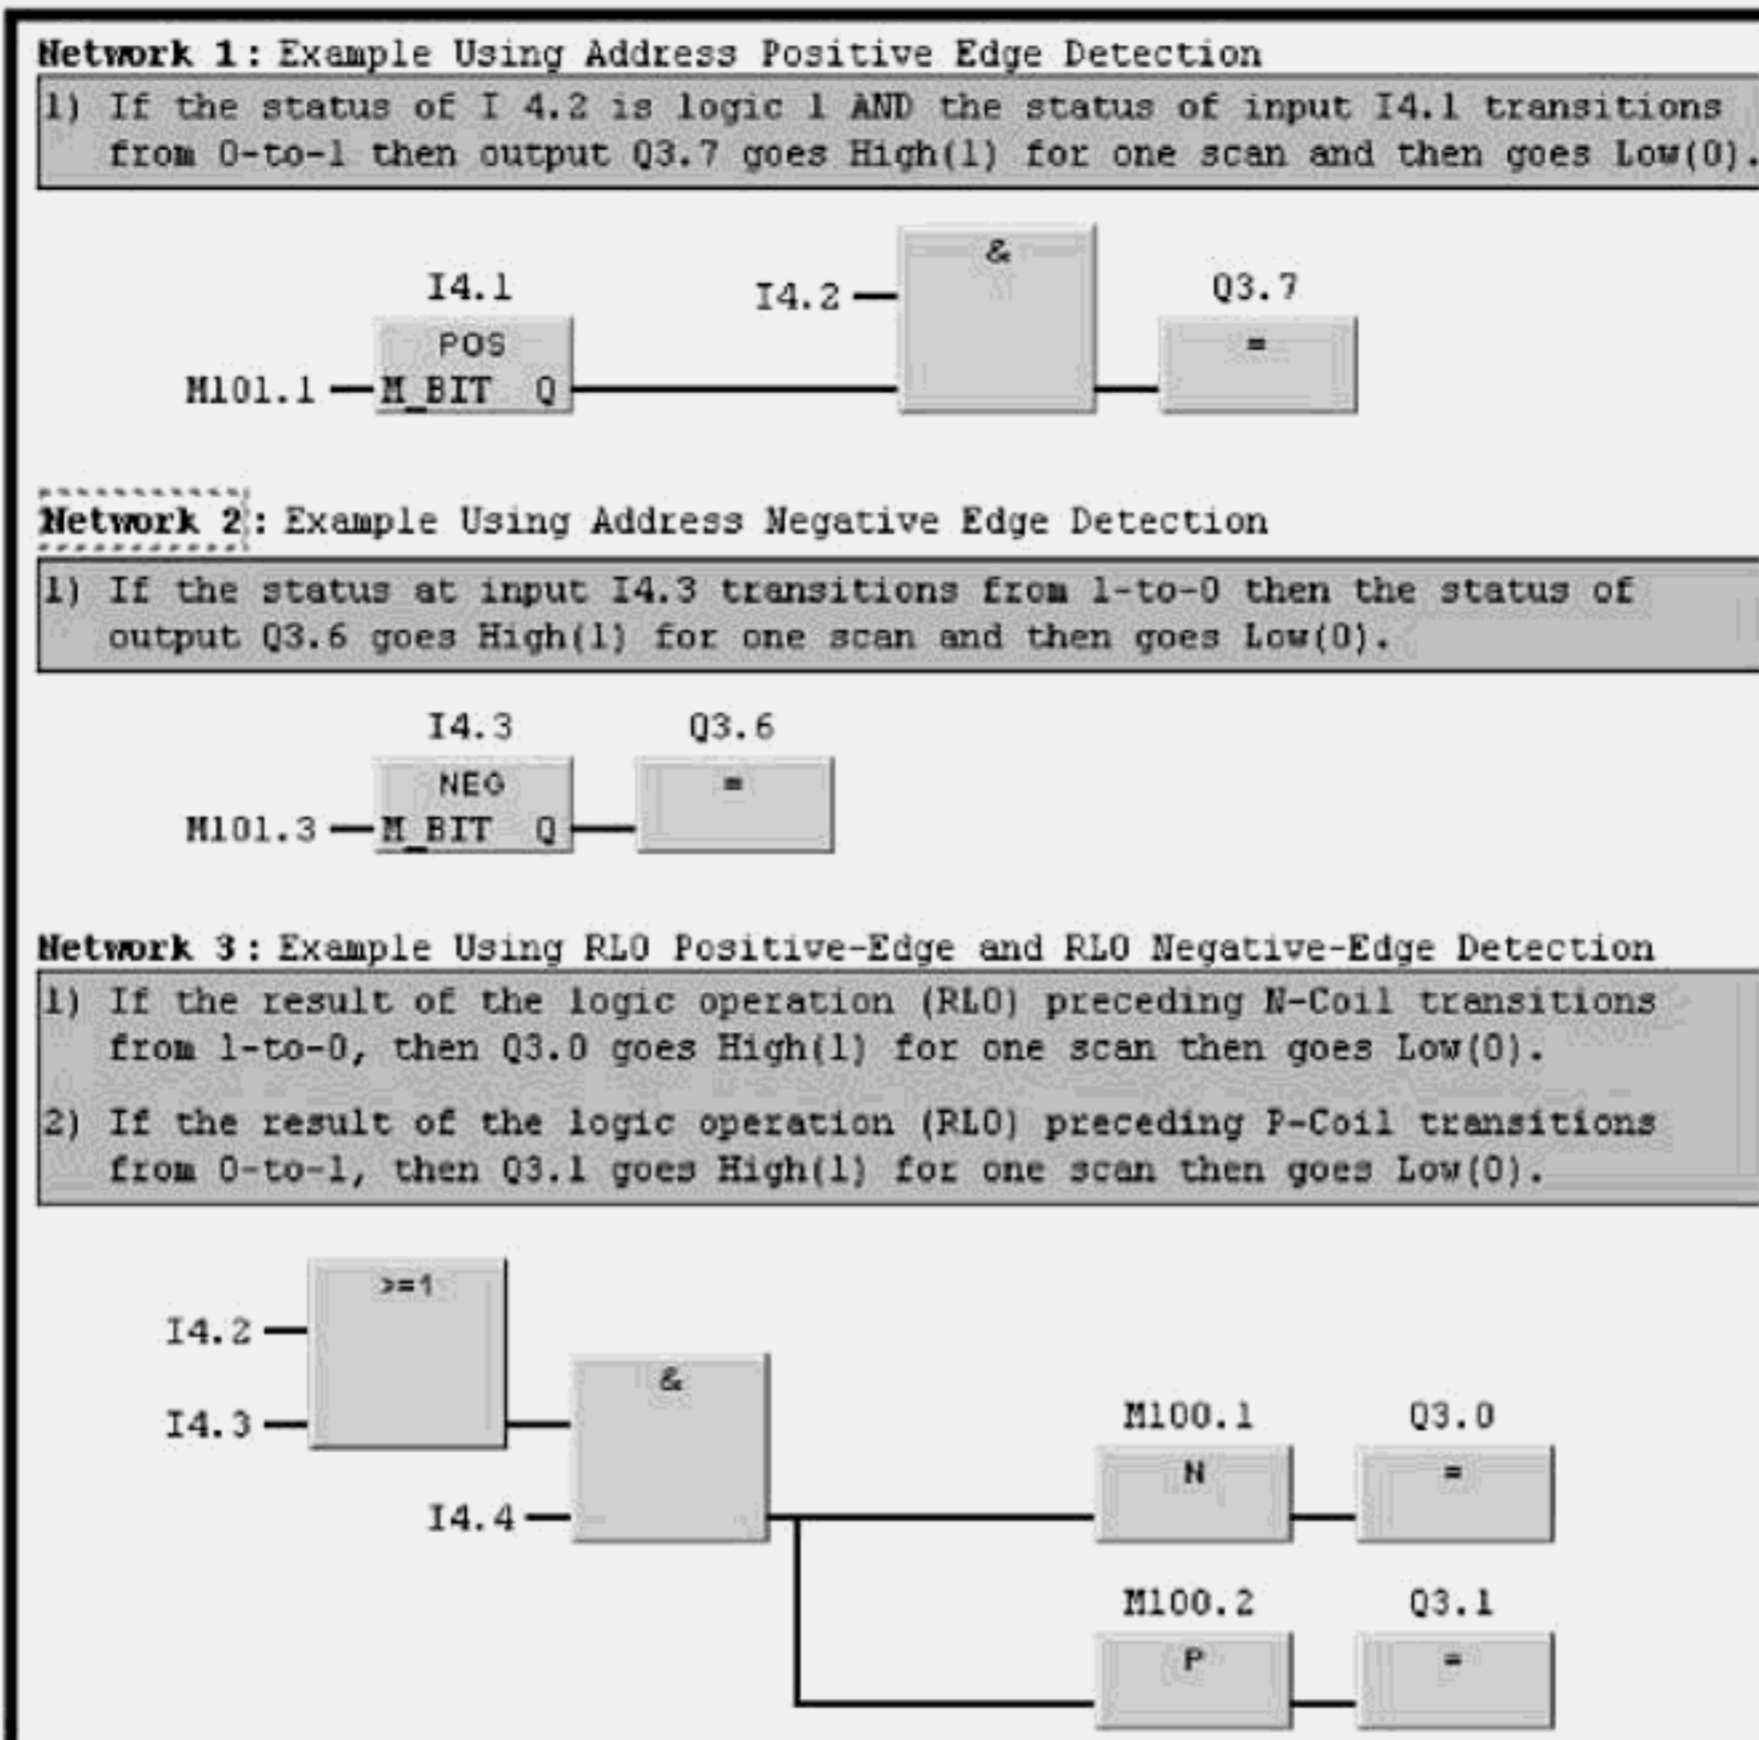 Network 1: Example Using Address Positive Edge Detection
1) If the status of I 4.2 is logic 1 AND the status of input I4.1 transitions
from 0-to-1 then output Q3.7 goes High(1) for one scan and then goes Low(0).
&
I4.1
I4.2
Q3.7
POS
=
M101.1
M_BIT Q
Network 2: Example Using Address Negative Edge Detection
1) If the status at input I4.3 transitions from 1-to-0 then the status of
output Q3.6 goes High(1) for one scan and then goes Low(0).
I4.3
Q3.6
NEG
=
M101.3
M_BIT Q
Network 3: Example Using RLO Positive-Edge and RLO Negative-Edge Detection
1) If the result of the logic operation (RLO) preceding N-Coil transitions
from 1-to-0, then Q3.0 goes High(1) for one scan then goes Low(0).
2) If the result of the logic operation (RLO) preceding P-Coil transitions
from 0-to-1, then Q3.1 goes High(1) for one scan then goes Low(0).
>=1
I4.2
&
I4.3
M100.1
Q3.0
N
=
I4.4
M100.2
Q3.1
P
=